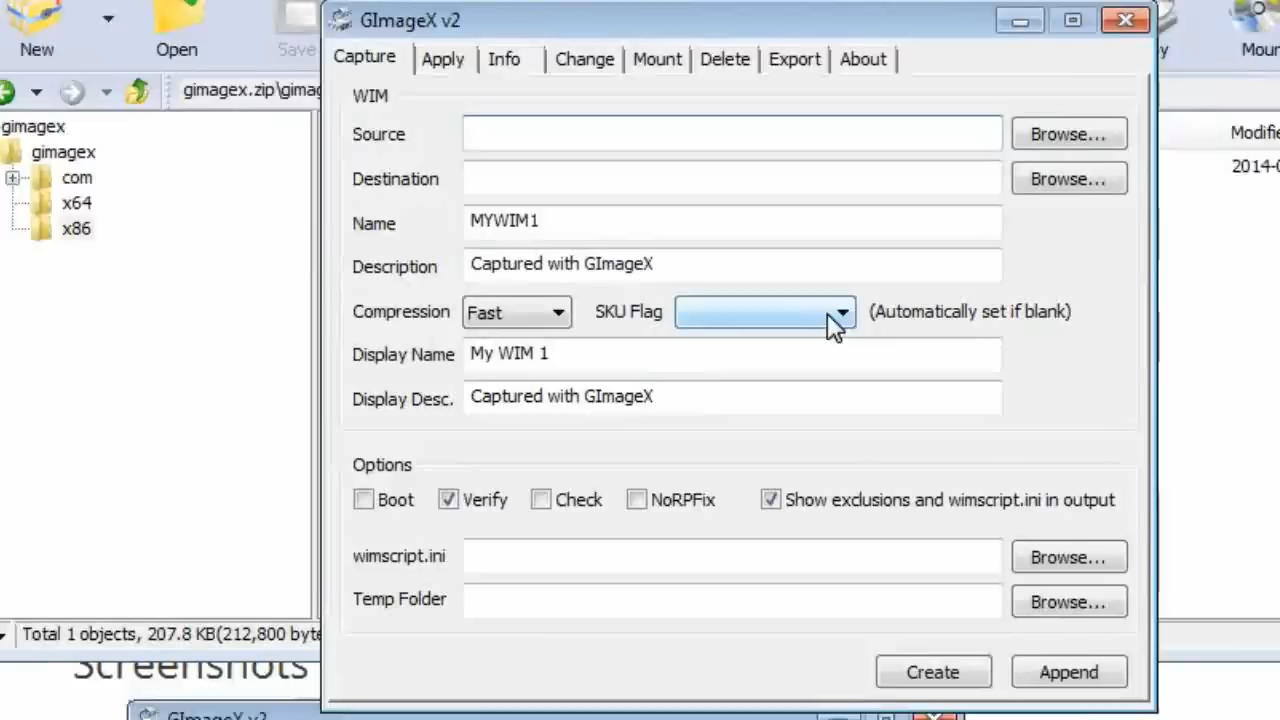 GImageX v2
New
Open
Save
Moun
gimagex.zip\gimag
Capture Apply Info Change Mount Delete Export About
gimagex
gimagex
com
x64
x86
Modifie
2014-0
WIM
Source Browse...
Destination Browse...
Name MYWIM1
Description Captured with GImageX
Compression Fast SKU Flag (Automatically set if blank)
Display Name My WIM 1
Display Desc. Captured with GImageX
Options
Boot Verify Check NoRPFix Show exclusions and wimscript.ini in output
wimscript.ini Browse...
Temp Folder Browse...
Total 1 objects, 207.8 KB(212,800 byte
Create Append
Screenshots
GImageX v2